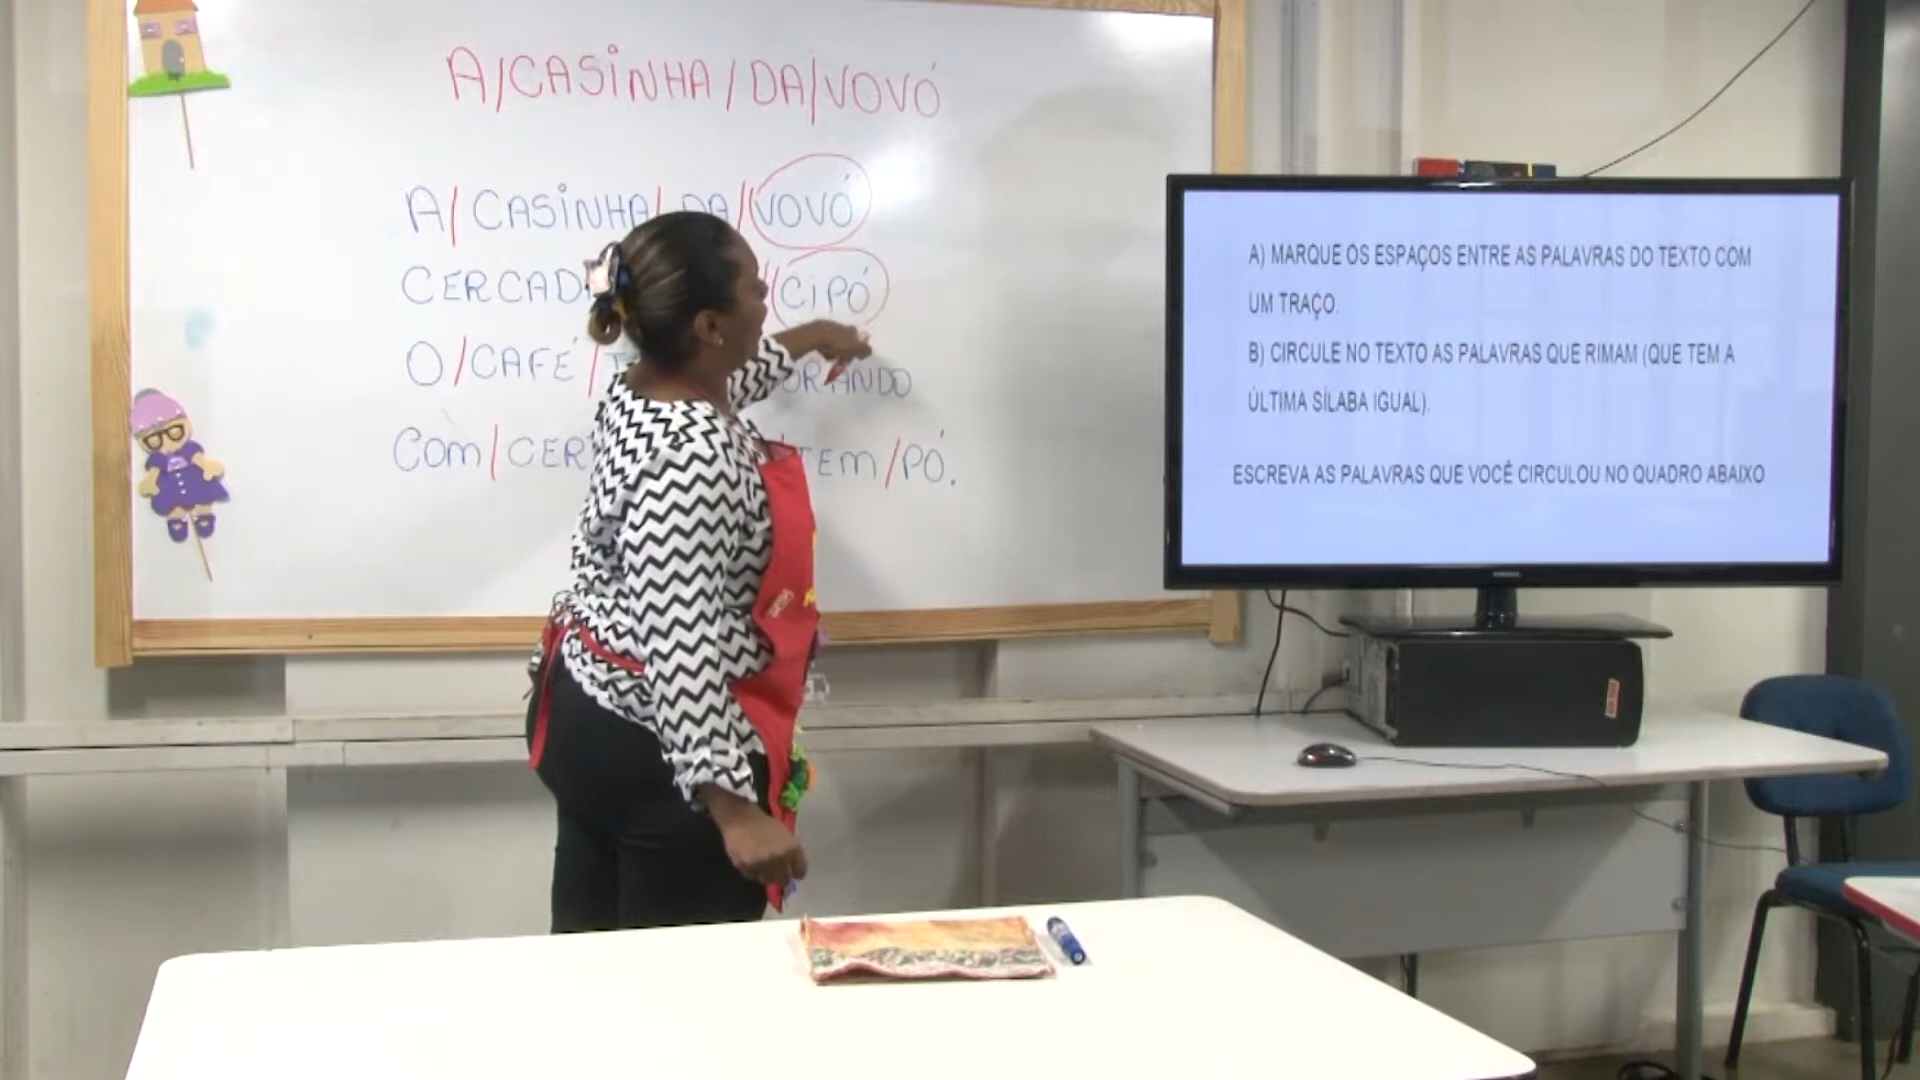 A/CASiNHA/DA/VOVÓ
A/CASiNHA/DA/VOVÓ
CERCAD CiPÓ
O/CAFÉ/ ORANDO
COM/CER TEM/PÓ.
A) MARQUE OS ESPAÇOS ENTRE AS PALAVRAS DO TEXTO COM
UM TRAÇO.
B) CIRCULE NO TEXTO AS PALAVRAS QUE RIMAM (QUE TEM A
ÚLTIMA SÍLABA IGUAL).
ESCREVA AS PALAVRAS QUE VOCÊ CIRCULOU NO QUADRO ABAIXO